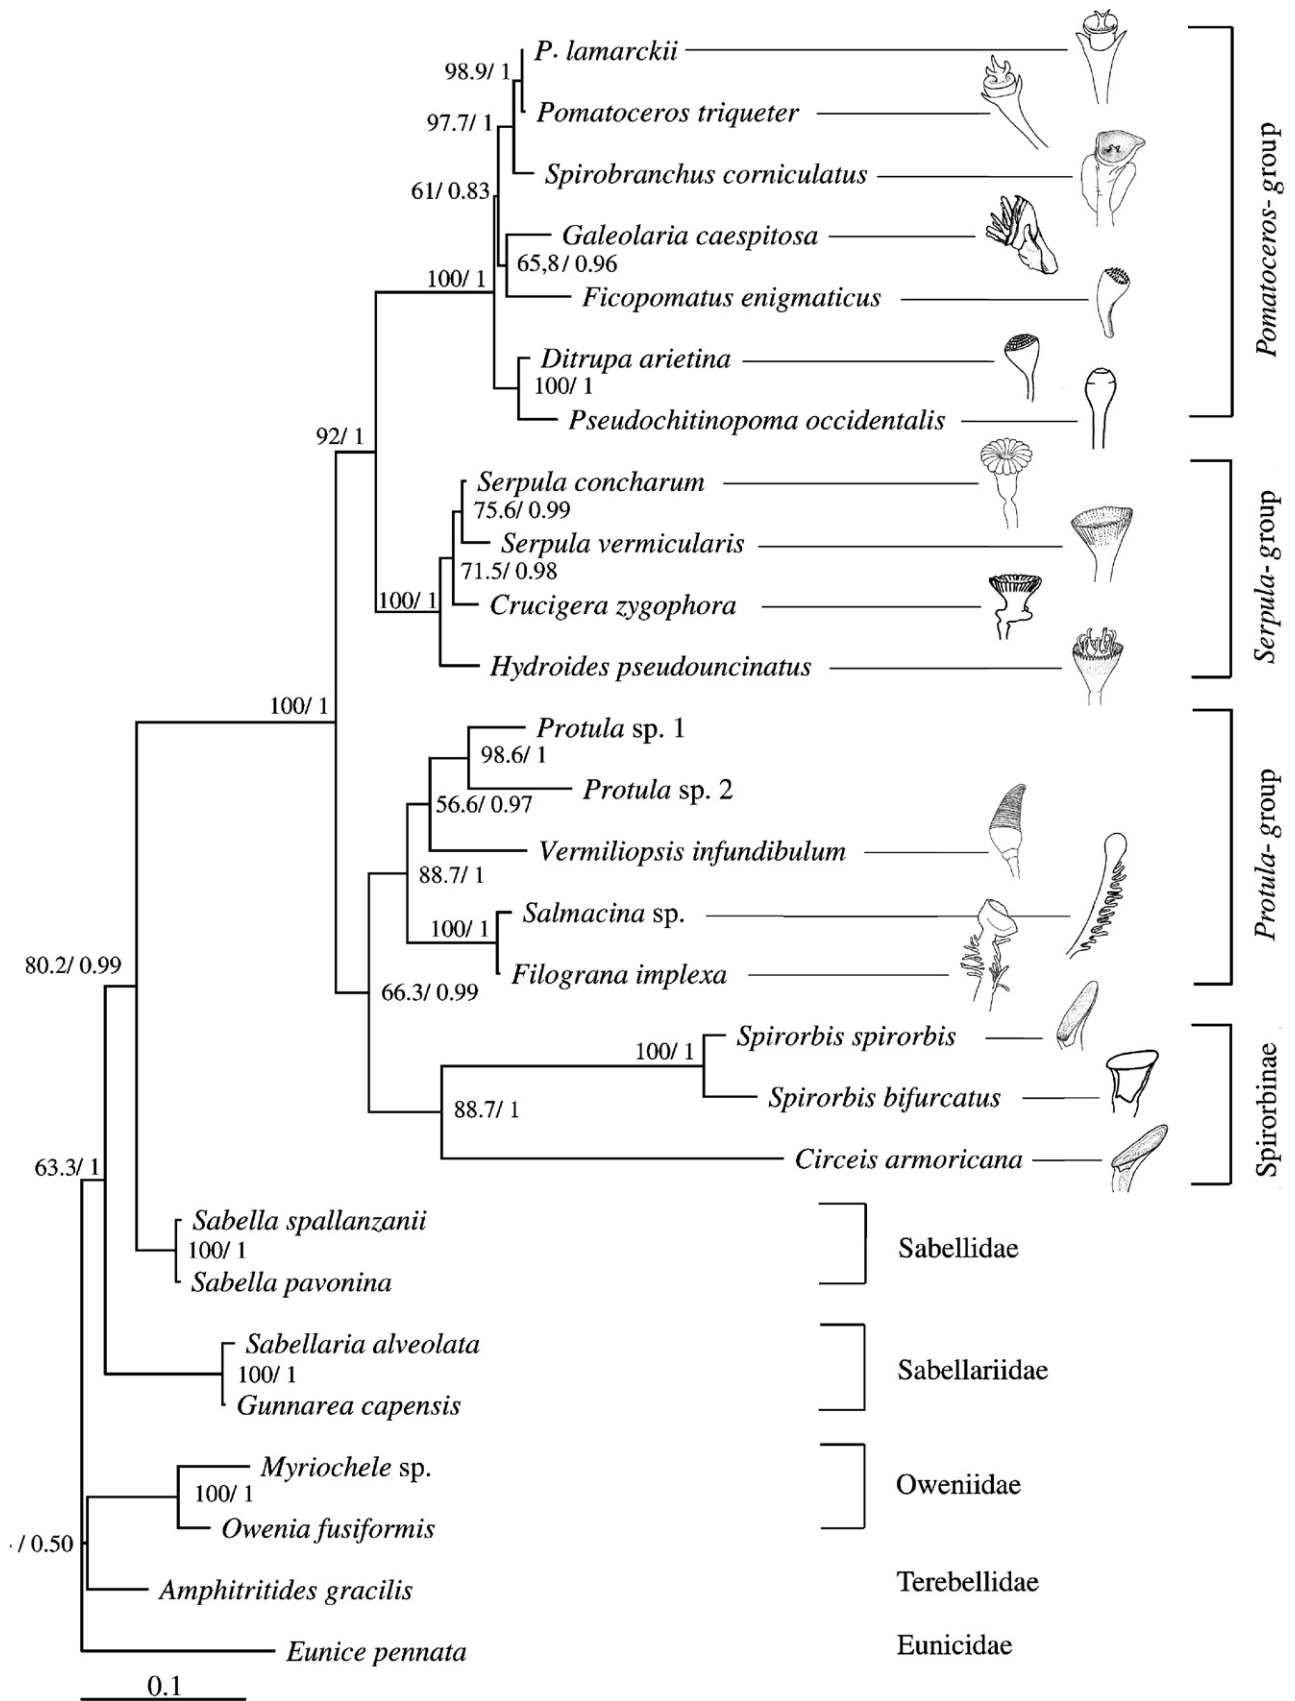 P. lamarckii
98.9/ 1
Pomatoceros triqueter
97.7/ 1
Spirobranchus corniculatus
61/ 0.83
Galeolaria caespitosa
65,8/ 0.96
100/ 1
Ficopomatus enigmaticus
Ditrupa arietina
100/ 1
Pseudochitinopoma occidentalis
Pomatoceros- group
92/ 1
Serpula concharum
75.6/ 0.99
Serpula vermicularis
71.5/ 0.98
100/ 1
Crucigera zygophora
Hydroides pseudouncinatus
Serpula- group
100/ 1
Protula sp. 1
98.6/ 1
Protula sp. 2
56.6/ 0.97
Vermiliopsis infundibulum
88.7/ 1
Salmacina sp.
100/ 1
Filograna implexa
Protula- group
80.2/ 0.99
66.3/ 0.99
Spirorbis spirorbis
100/ 1
Spirorbis bifurcatus
88.7/ 1
Circeis armoricana
Spirorbinae
63.3/ 1
Sabella spallanzanii
100/ 1
Sabellidae
Sabella pavonina
Sabellaria alveolata
100/ 1
Sabellariidae
Gunnarea capensis
Myriochele sp.
100/ 1
Oweniidae
Owenia fusiformis
/ 0.50
Amphitritides gracilis
Terebellidae
Eunice pennata
Eunicidae
0.1